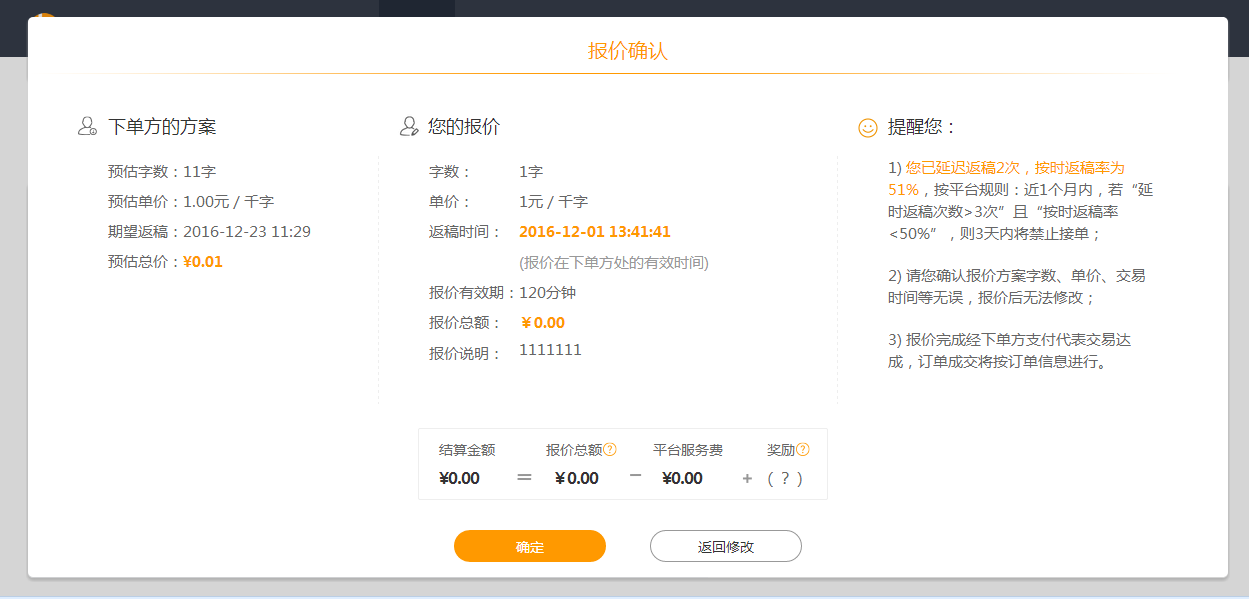 报价确认
下单方的方案
预估字数：11字
预估单价：1.00元 / 千字
期望返稿：2016-12-23 11:29
预估总价：¥0.01
您的报价
字数： 1字
单价： 1元 / 千字
返稿时间： 2016-12-01 13:41:41
(报价在下单方处的有效时间)
报价有效期：120分钟
报价总额： ￥0.00
报价说明： 1111111
提醒您：
1) 您已延迟返稿2次，按时返稿率为
51%，按平台规则：近1个月内，若“延
时返稿次数>3次”且“按时返稿率
<50%”，则3天内将禁止接单；
2) 请您确认报价方案字数、单价、交易
时间等无误，报价后无法修改；
3) 报价完成经下单方支付代表交易达
成，订单成交将按订单信息进行。
结算金额 报价总额? 平台服务费 奖励?
¥0.00 = ￥0.00 − ¥0.00 + ( ? )
确定 返回修改